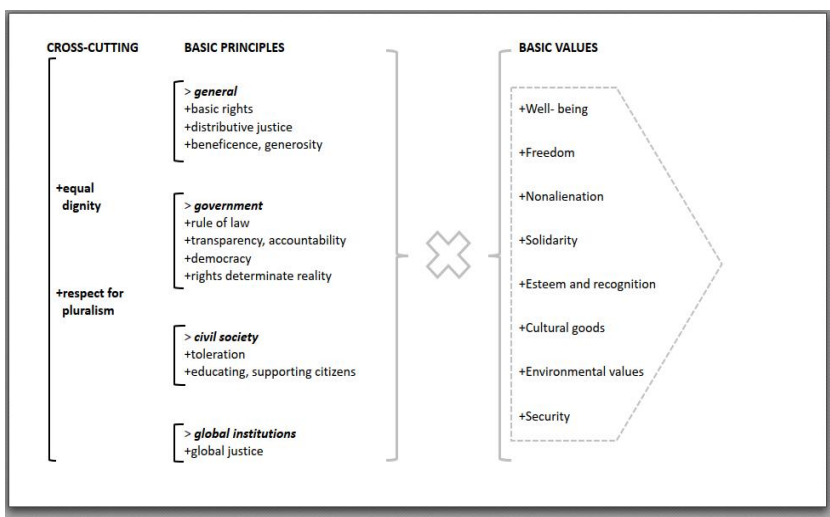 CROSS-CUTTING
+equal
dignity
+respect for
pluralism
BASIC PRINCIPLES
> general
+basic rights
+distributive justice
+beneficence, generosity
> government
+rule of law
+transparency, accountability
+democracy
+rights determinate reality
> civil society
+toleration
+educating, supporting citizens
> global institutions
+global justice
BASIC VALUES
+Well- being
+Freedom
+Nonalienation
+Solidarity
+Esteem and recognition
+Cultural goods
+Environmental values
+Security